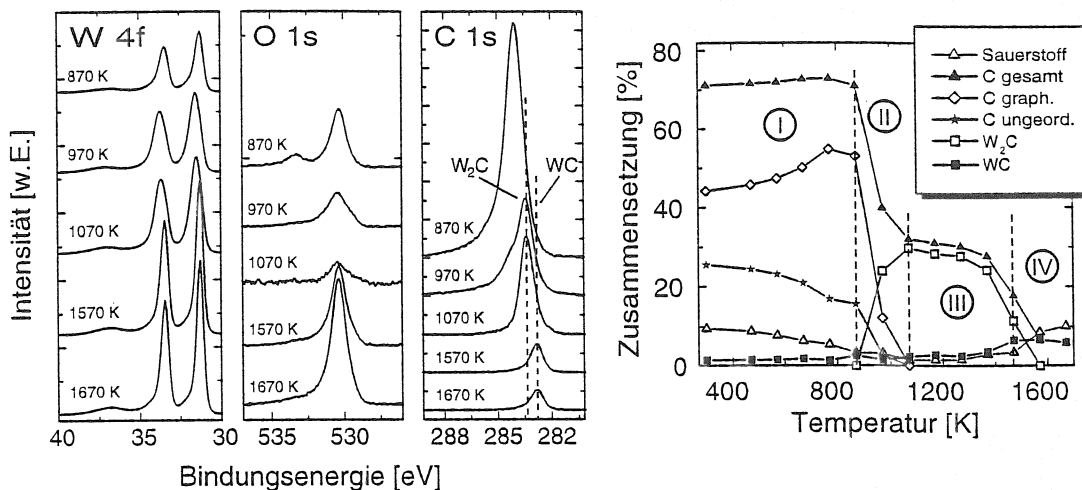 W 4f
870 K
970 K
1070 K
1570 K
1670 K
40
35
30
O 1s
870 K
970 K
1070 K
1570 K
1670 K
535
530
C 1s
W₂C
WC
870 K
970 K
1070 K
1570 K
1670 K
288
284
282
Intensität [w.E.]
Bindungsenergie [eV]
Sauerstoff
C gesamt
C graph.
C ungeord.
W₂C
WC
I
II
III
IV
80
60
40
20
0
400
800
1200
1600
Zusammensetzung [%]
Temperatur [K]